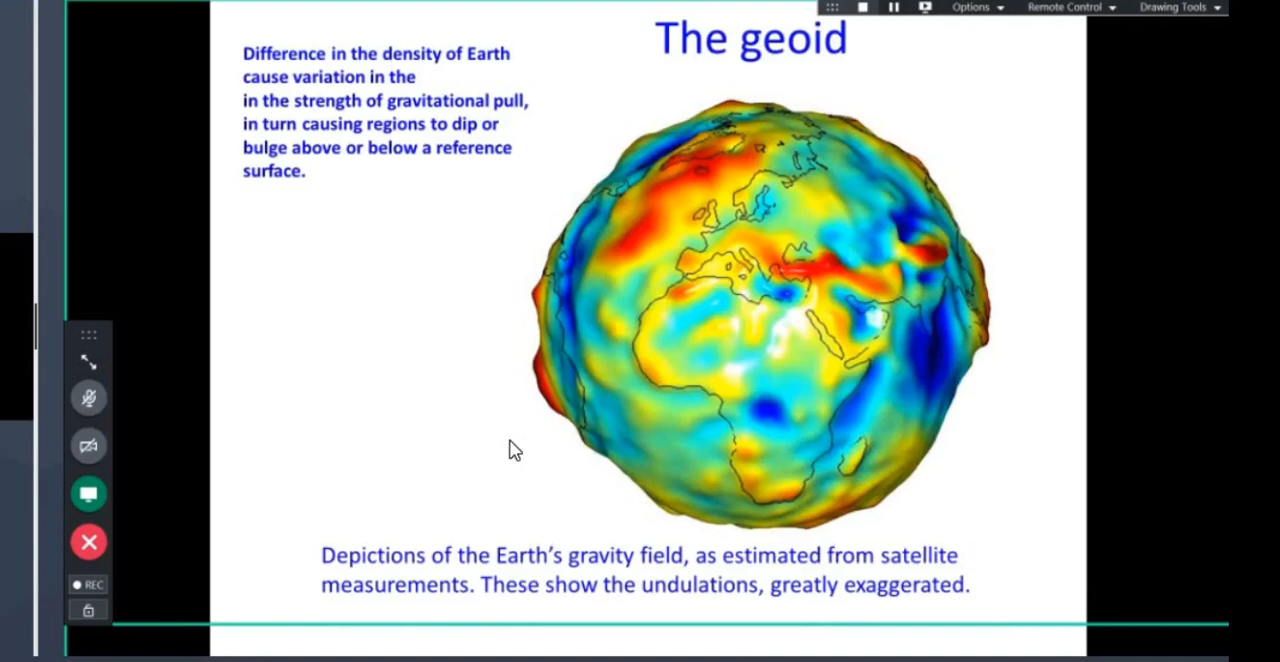 Options
Remote Control
Drawing Tools
The geoid
Difference in the density of Earth
cause variation in the
in the strength of gravitational pull,
in turn causing regions to dip or
bulge above or below a reference
surface.
REC
Depictions of the Earth's gravity field, as estimated from satellite
measurements. These show the undulations, greatly exaggerated.